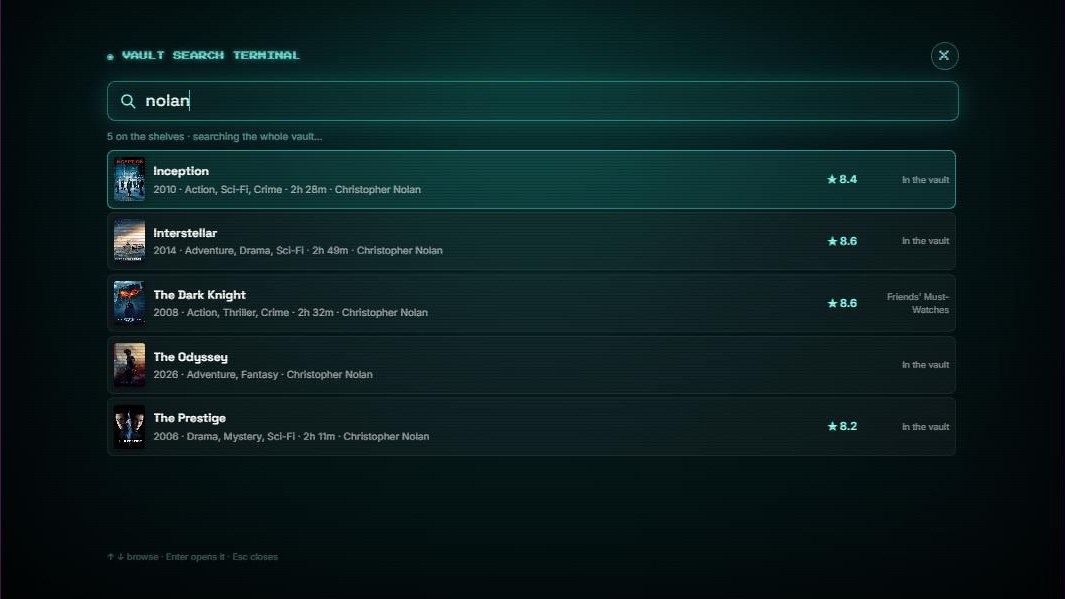 VAULT SEARCH TERMINAL
nolan
5 on the shelves · searching the whole vault...
Inception
2010 · Action, Sci-Fi, Crime · 2h 28m · Christopher Nolan
★ 8.4
In the vault
Interstellar
2014 · Adventure, Drama, Sci-Fi · 2h 49m · Christopher Nolan
★ 8.6
In the vault
The Dark Knight
2008 · Action, Thriller, Crime · 2h 32m · Christopher Nolan
★ 8.6
Friends' Must-
Watches
The Odyssey
2026 · Adventure, Fantasy · Christopher Nolan
In the vault
The Prestige
2006 · Drama, Mystery, Sci-Fi · 2h 11m · Christopher Nolan
★ 8.2
In the vault
↑ ↓ browse · Enter opens it · Esc closes